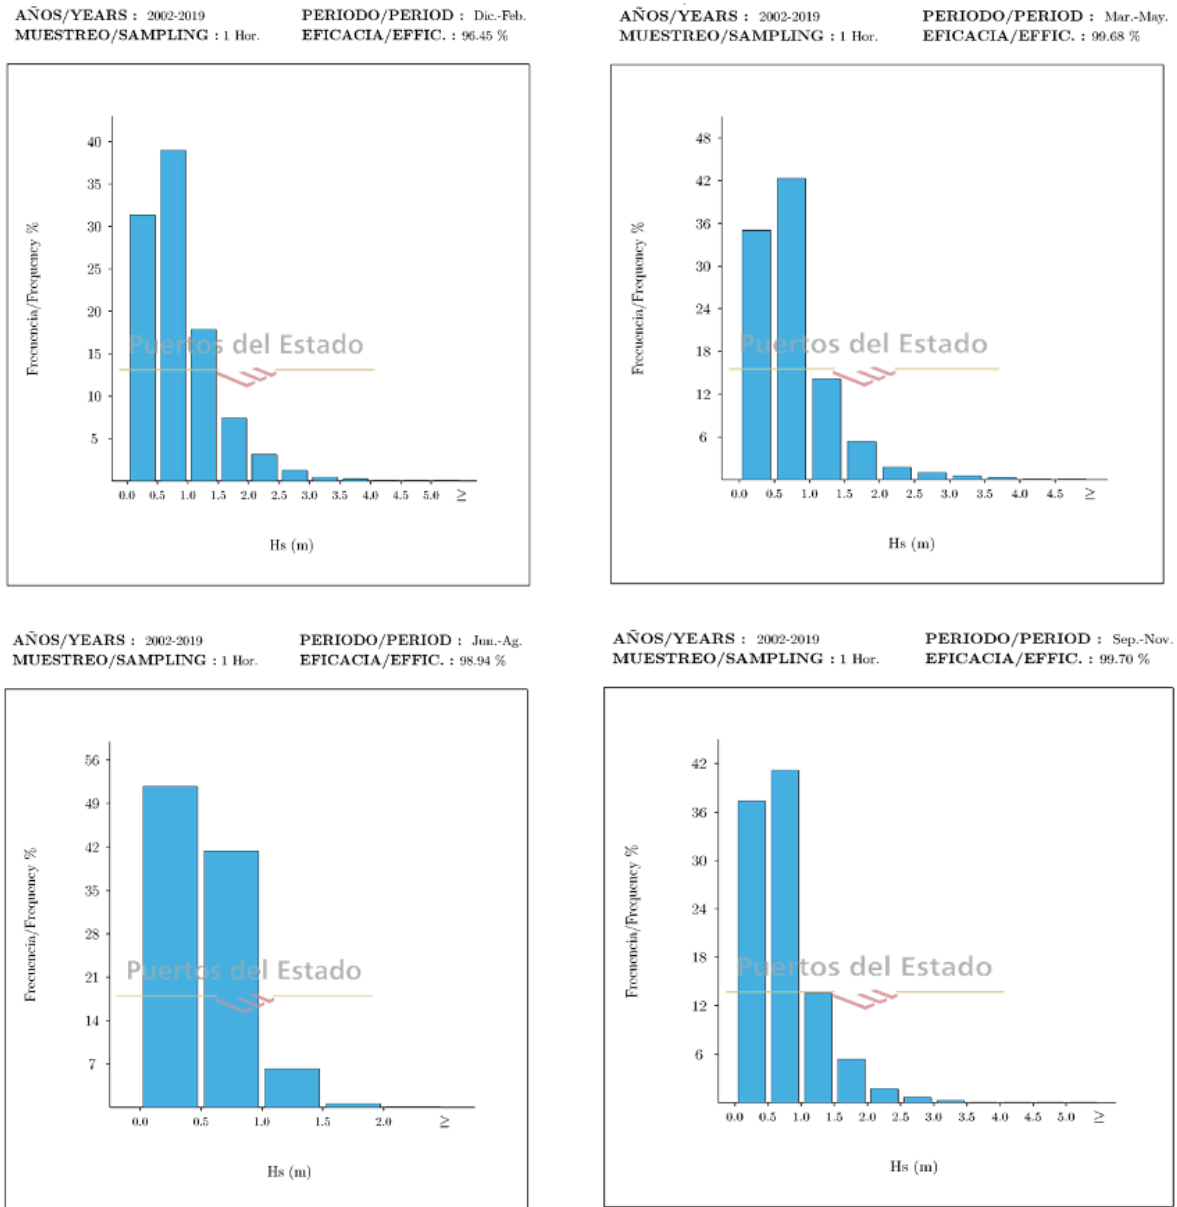 AÑOS/YEARS : 2002-2019 PERIODO/PERIOD : Dic.-Feb.
MUESTREO/SAMPLING : 1 Hor. EFICACIA/EFFIC. : 96.45 %
Frecuencia/Frequency %
40
35
30
25
20
15
10
5
Puertos del Estado
0.0 0.5 1.0 1.5 2.0 2.5 3.0 3.5 4.0 4.5 5.0 ≥
Hs (m)
AÑOS/YEARS : 2002-2019 PERIODO/PERIOD : Mar.-May.
MUESTREO/SAMPLING : 1 Hor. EFICACIA/EFFIC. : 99.68 %
Frecuencia/Frequency %
48
42
36
30
24
18
12
6
Puertos del Estado
0.0 0.5 1.0 1.5 2.0 2.5 3.0 3.5 4.0 4.5 ≥
Hs (m)
AÑOS/YEARS : 2002-2019 PERIODO/PERIOD : Jun.-Ag.
MUESTREO/SAMPLING : 1 Hor. EFICACIA/EFFIC. : 98.94 %
Frecuencia/Frequency %
56
49
42
35
28
21
14
7
Puertos del Estado
0.0 0.5 1.0 1.5 2.0 ≥
Hs (m)
AÑOS/YEARS : 2002-2019 PERIODO/PERIOD : Sep.-Nov.
MUESTREO/SAMPLING : 1 Hor. EFICACIA/EFFIC. : 99.70 %
Frecuencia/Frequency %
42
36
30
24
18
12
6
Puertos del Estado
0.0 0.5 1.0 1.5 2.0 2.5 3.0 3.5 4.0 4.5 5.0 ≥
Hs (m)